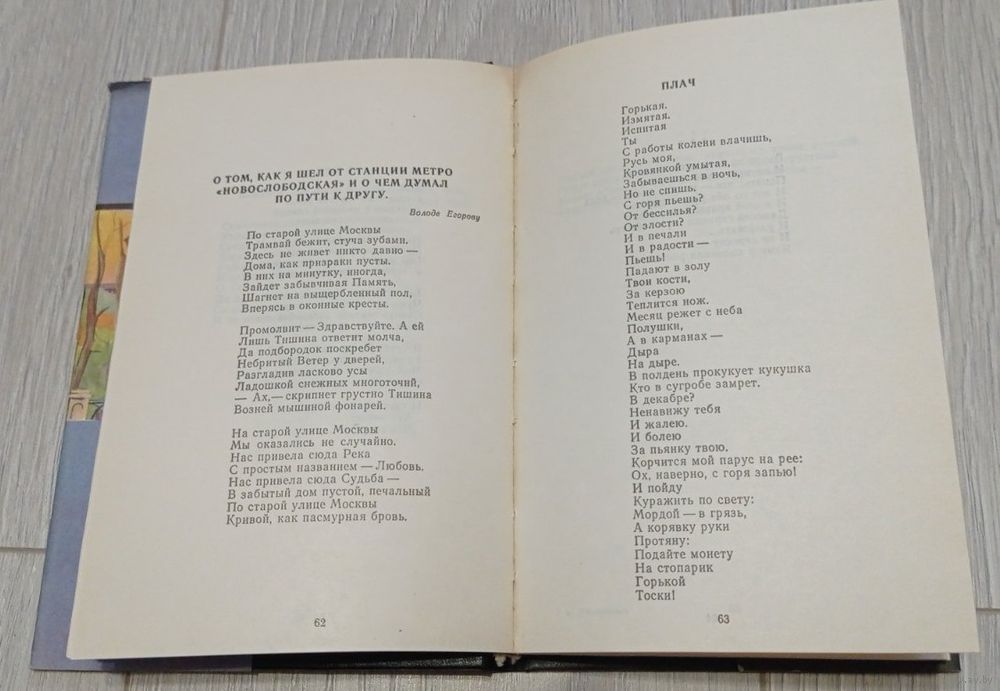 О ТОМ, КАК Я ШЕЛ ОТ СТАНЦИИ МЕТРО
«НОВОСЛОБОДСКАЯ» И О ЧЕМ ДУМАЛ
ПО ПУТИ К ДРУГУ.
Володе Егорову
По старой улице Москвы
Трамвай бежит, стуча зубами.
Здесь не живет никто давно —
Дома, как призраки пусты.
В них на минутку, иногда,
Зайдет забывчивая Память,
Шагнет на выщербленный пол,
Вперясь в оконные кресты.
Промолвит — Здравствуйте. А ей
Лишь Тишина ответит молча,
Да подбородок поскребет
Небритый Ветер у дверей,
Разгладив ласково усы
Ладошкой снежных многоточий,
— Ах,— скрипнет грустно Тишина
Возней мышиной фонарей.
На старой улице Москвы
Мы оказались не случайно.
Нас привела сюда Река
С простым названием — Любовь.
Нас привела сюда Судьба —
В забытый дом пустой, печальный
По старой улице Москвы
Кривой, как пасмурная бровь.
62
ПЛАЧ
Горькая.
Измятая.
Испитая
Ты
С работы колени влачишь,
Русь моя,
Кровянкой умытая,
Забываешься в ночь,
Но не спишь.
С горя пьешь?
От бессилья?
От злости?
И в печали
И в радости —
Пьешь!
Падают в золу
Твои кости,
За керзою
Теплится нож.
Месяц режет с неба
Полушки,
А в карманах —
Дыра
На дыре.
В полдень прокукует кукушка
Кто в сугробе замрет.
В декабре?
Ненавижу тебя
И жалею.
И болею
За пьянку твою.
Корчится мой парус на рее:
Ох, наверно, с горя запью!
И пойду
Куражить по свету:
Мордой — в грязь,
А корявку руки
Протяну:
Подайте монету
На стопарик
Горькой
Тоски!
63